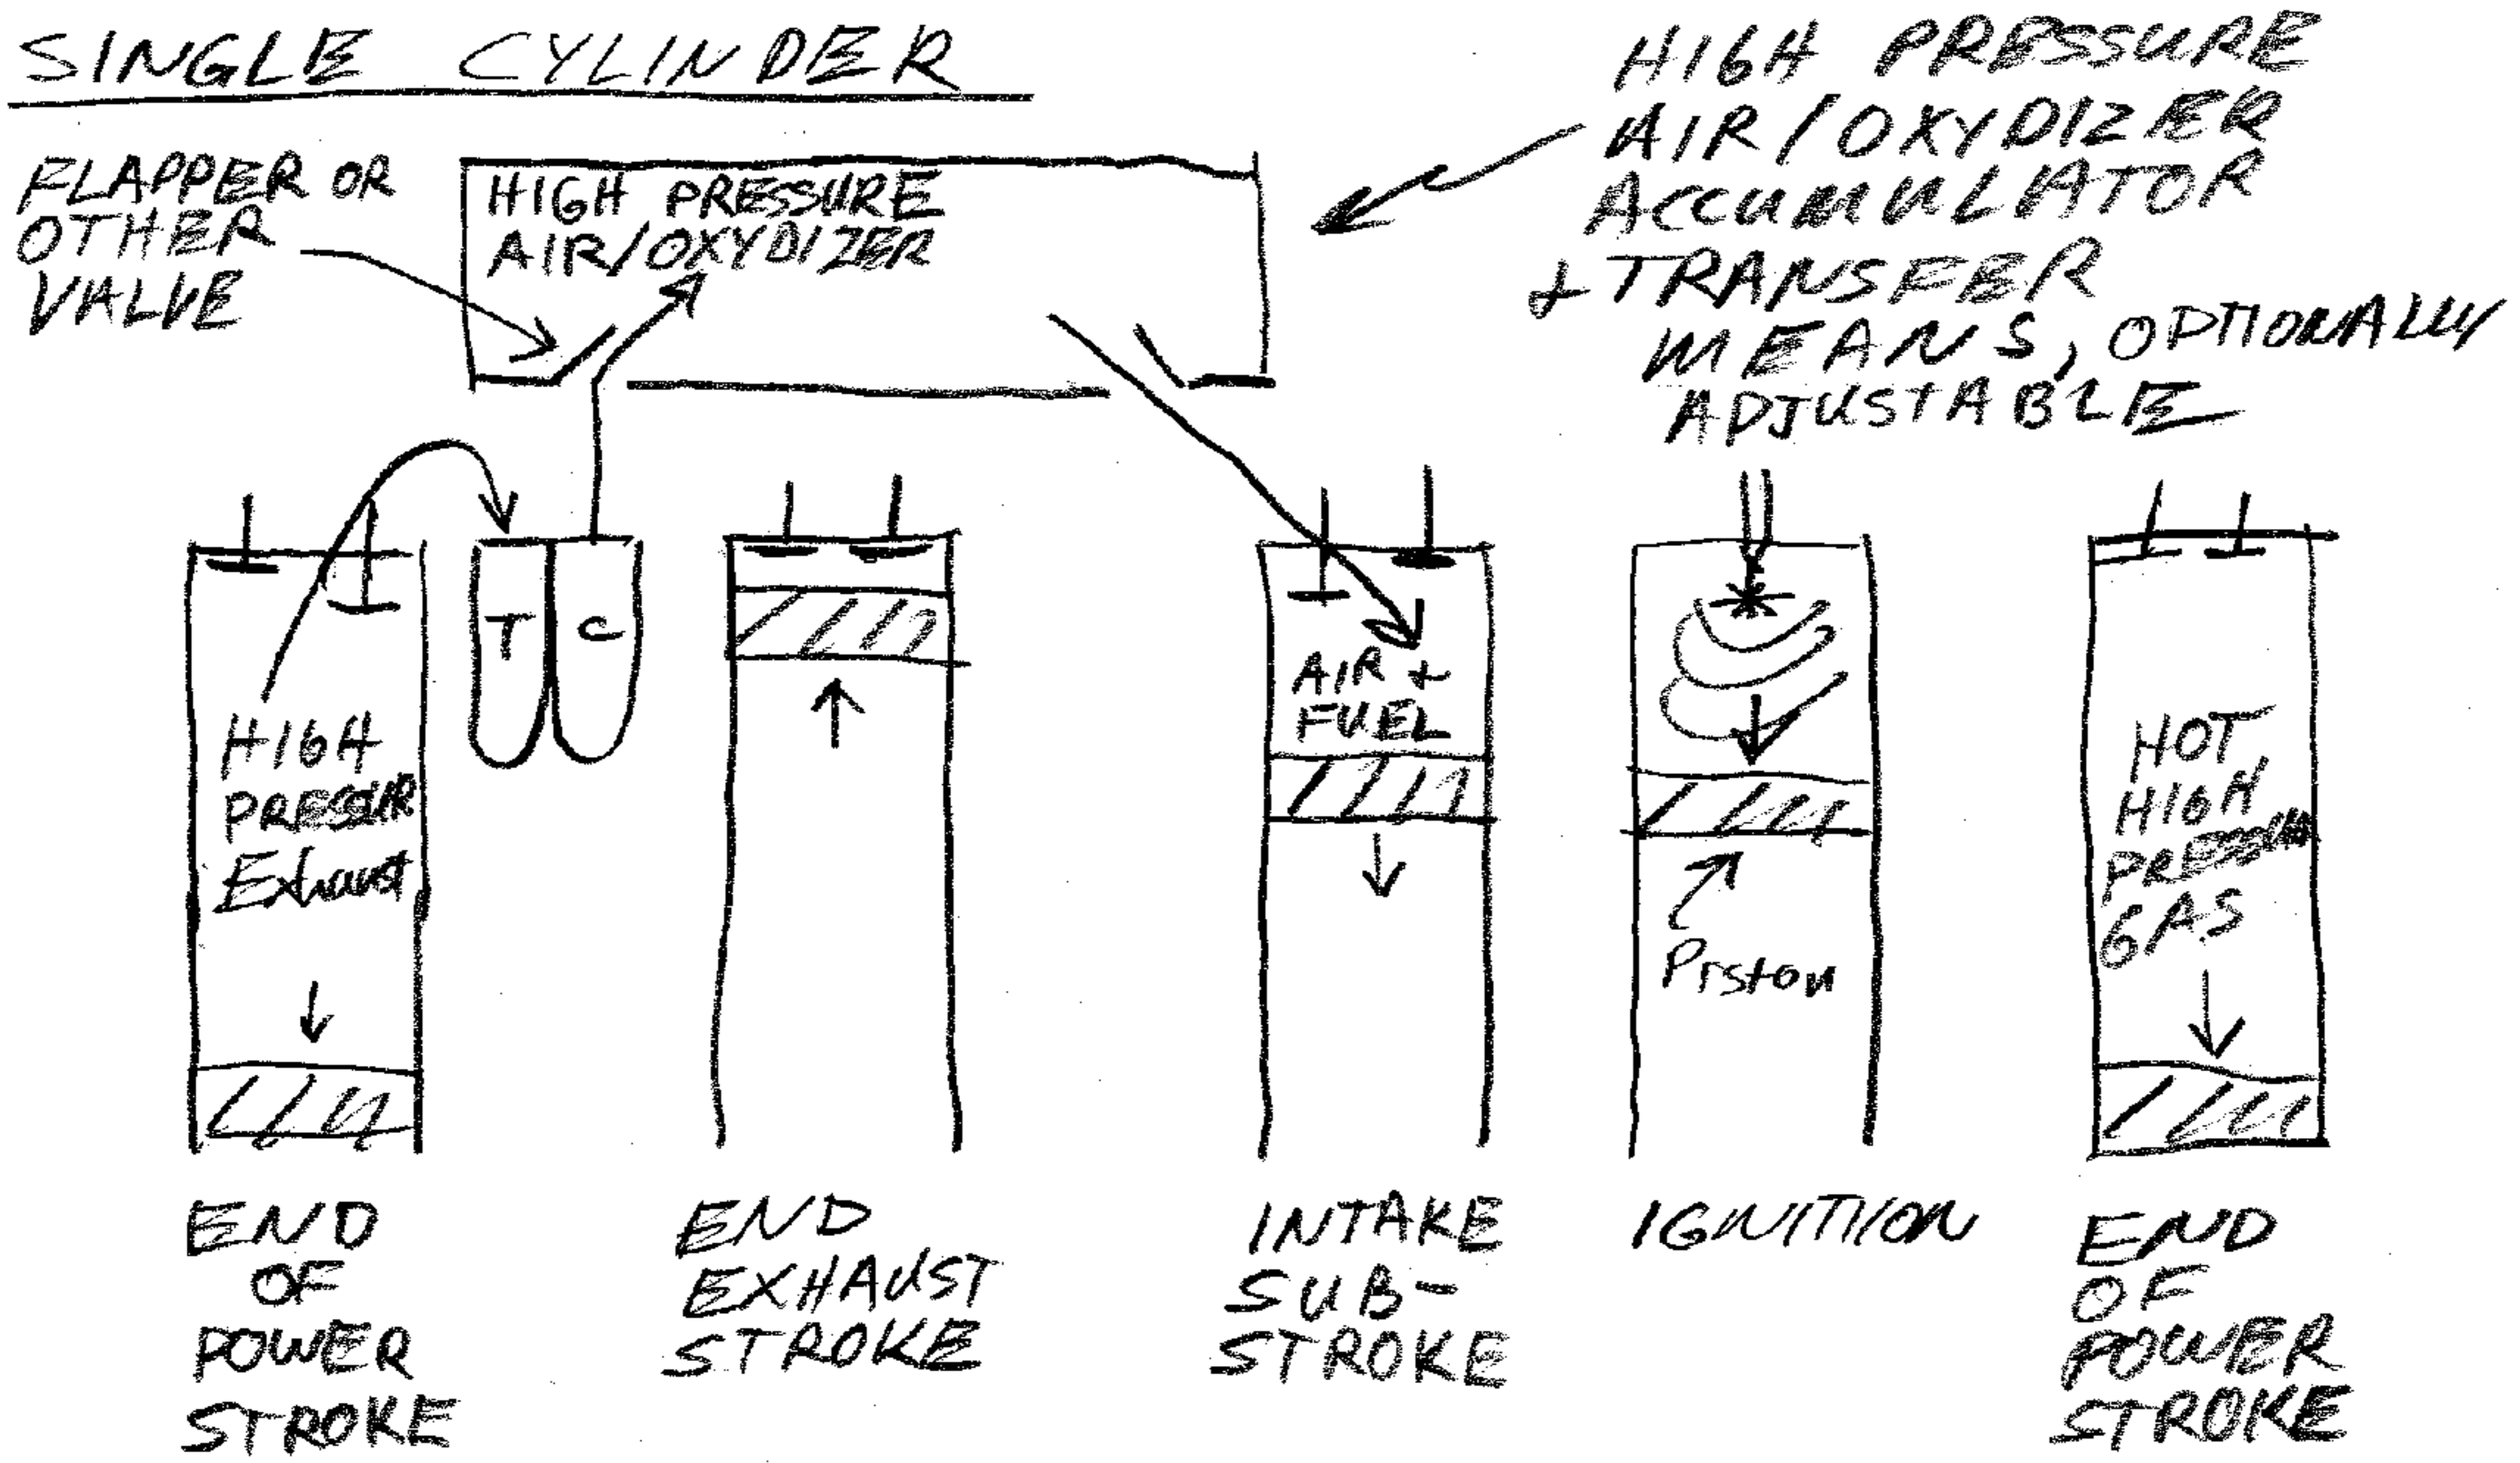 SINGLE CYLINDER
FLAPPER OR
OTHER
VALVE
HIGH PRESSURE
AIR/OXYDIZER
HIGH PRESSURE
AIR/OXYDIZER
ACCUMULATOR
+ TRANSFER
MEANS, OPTIONALLY
ADJUSTABLE
HIGH
PRESSUR
Exhaust
T C
AIR +
FUEL
Piston
HOT
HIGH
PRESSUR
GAS
END
OF
POWER
STROKE
END
EXHAUST
STROKE
INTAKE
SUB-
STROKE
IGNITION
END
OF
POWER
STROKE